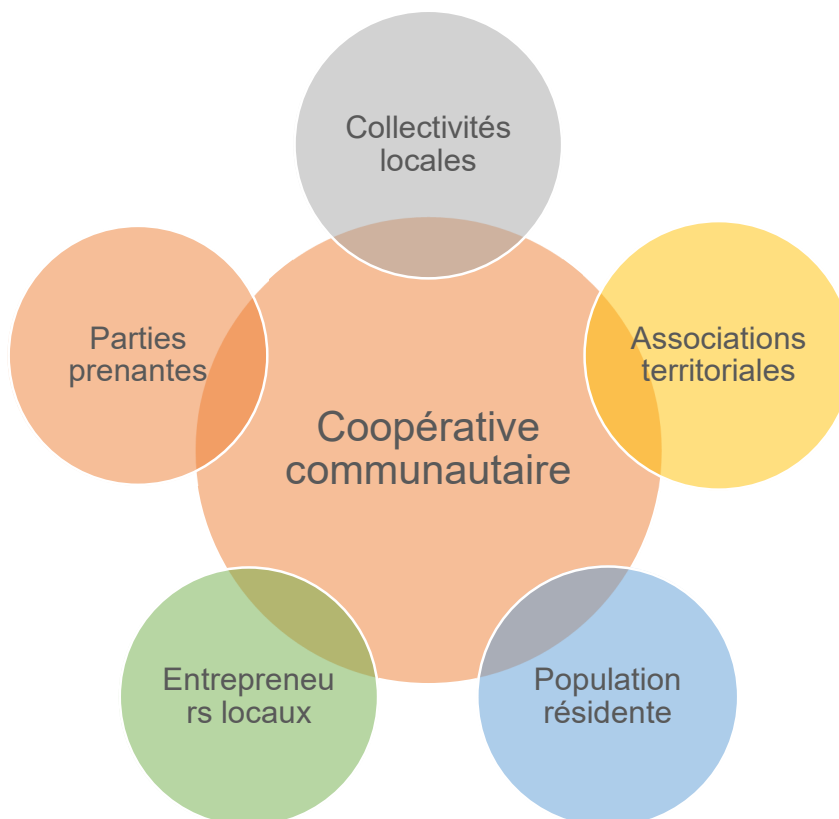 Collectivités
locales
Parties
prenantes
Associations
territoriales
Coopérative
communautaire
Entrepreneu
rs locaux
Population
résidente